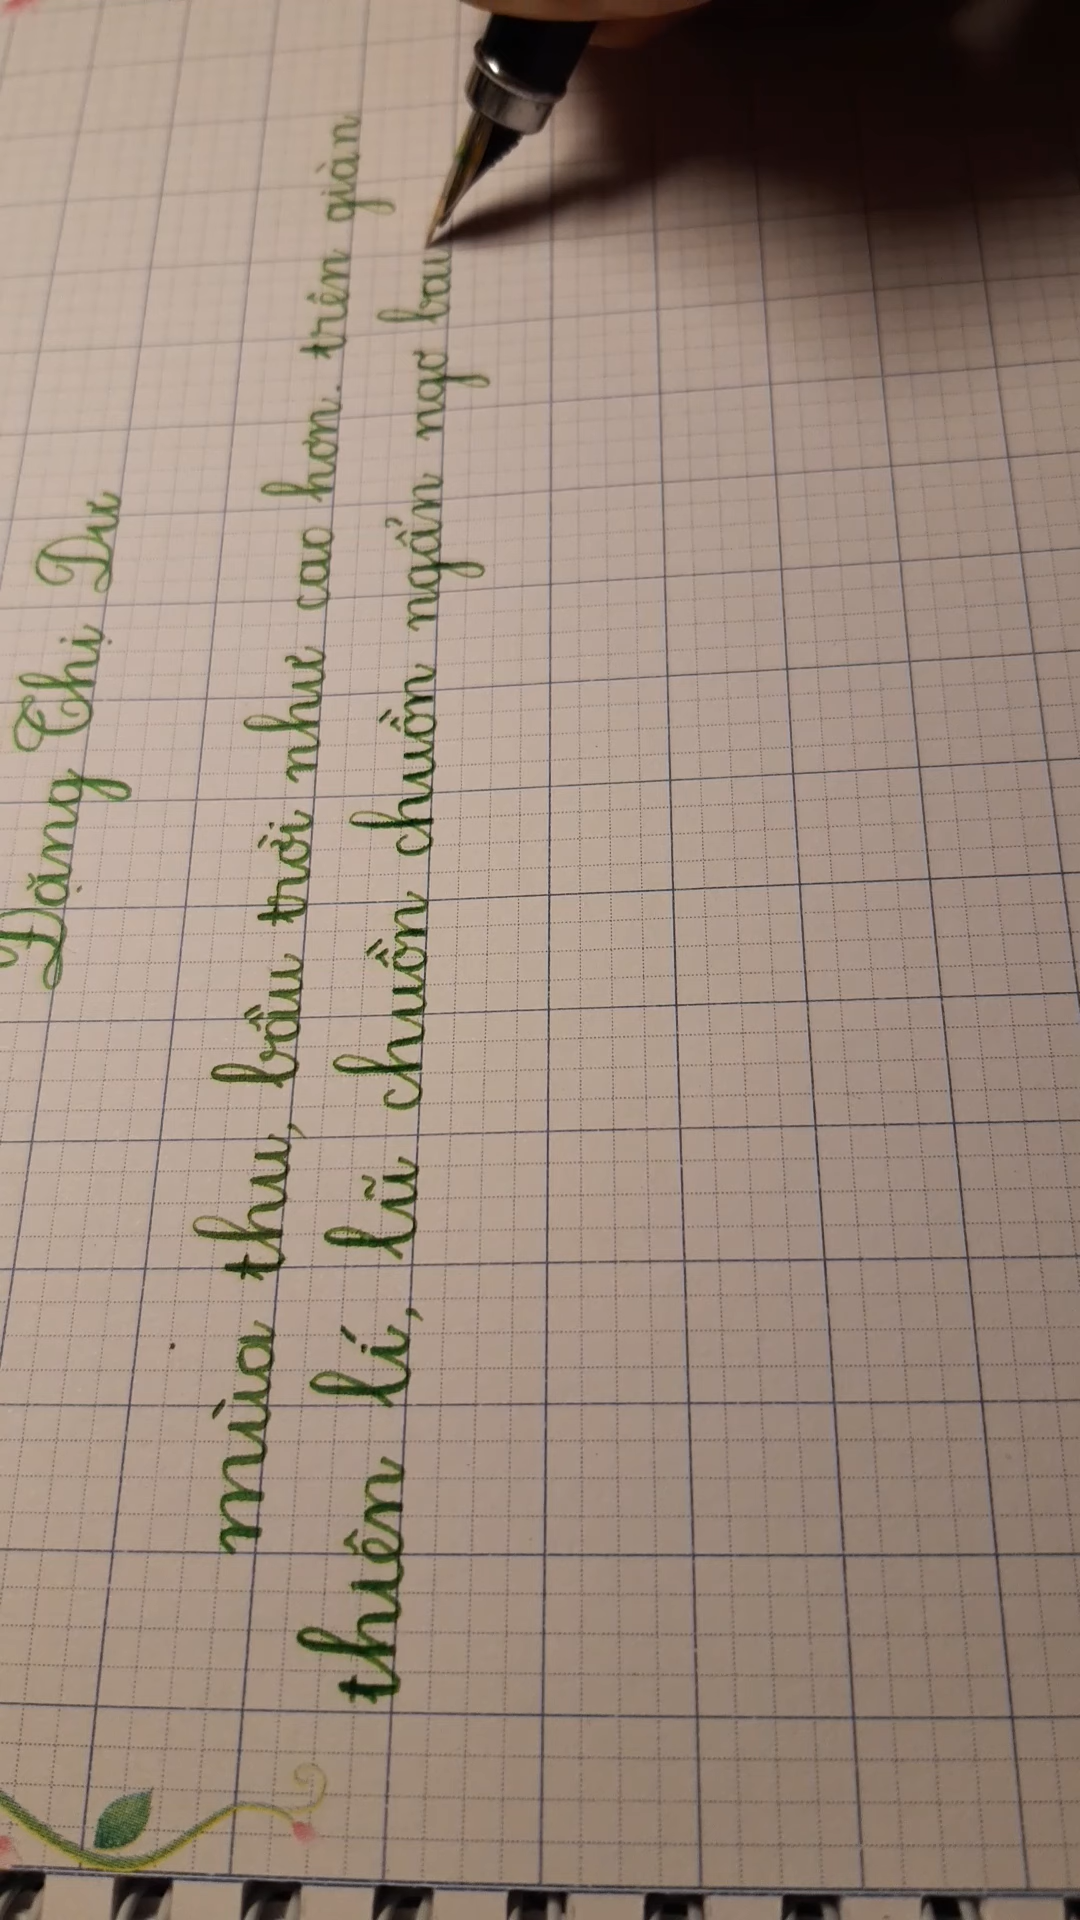 Đặng Thị Dư
mùa thu, bầu trời như cao hơn. trên giàn
thiên lí, lũ chuồn chuồn ngẩn ngơ bau